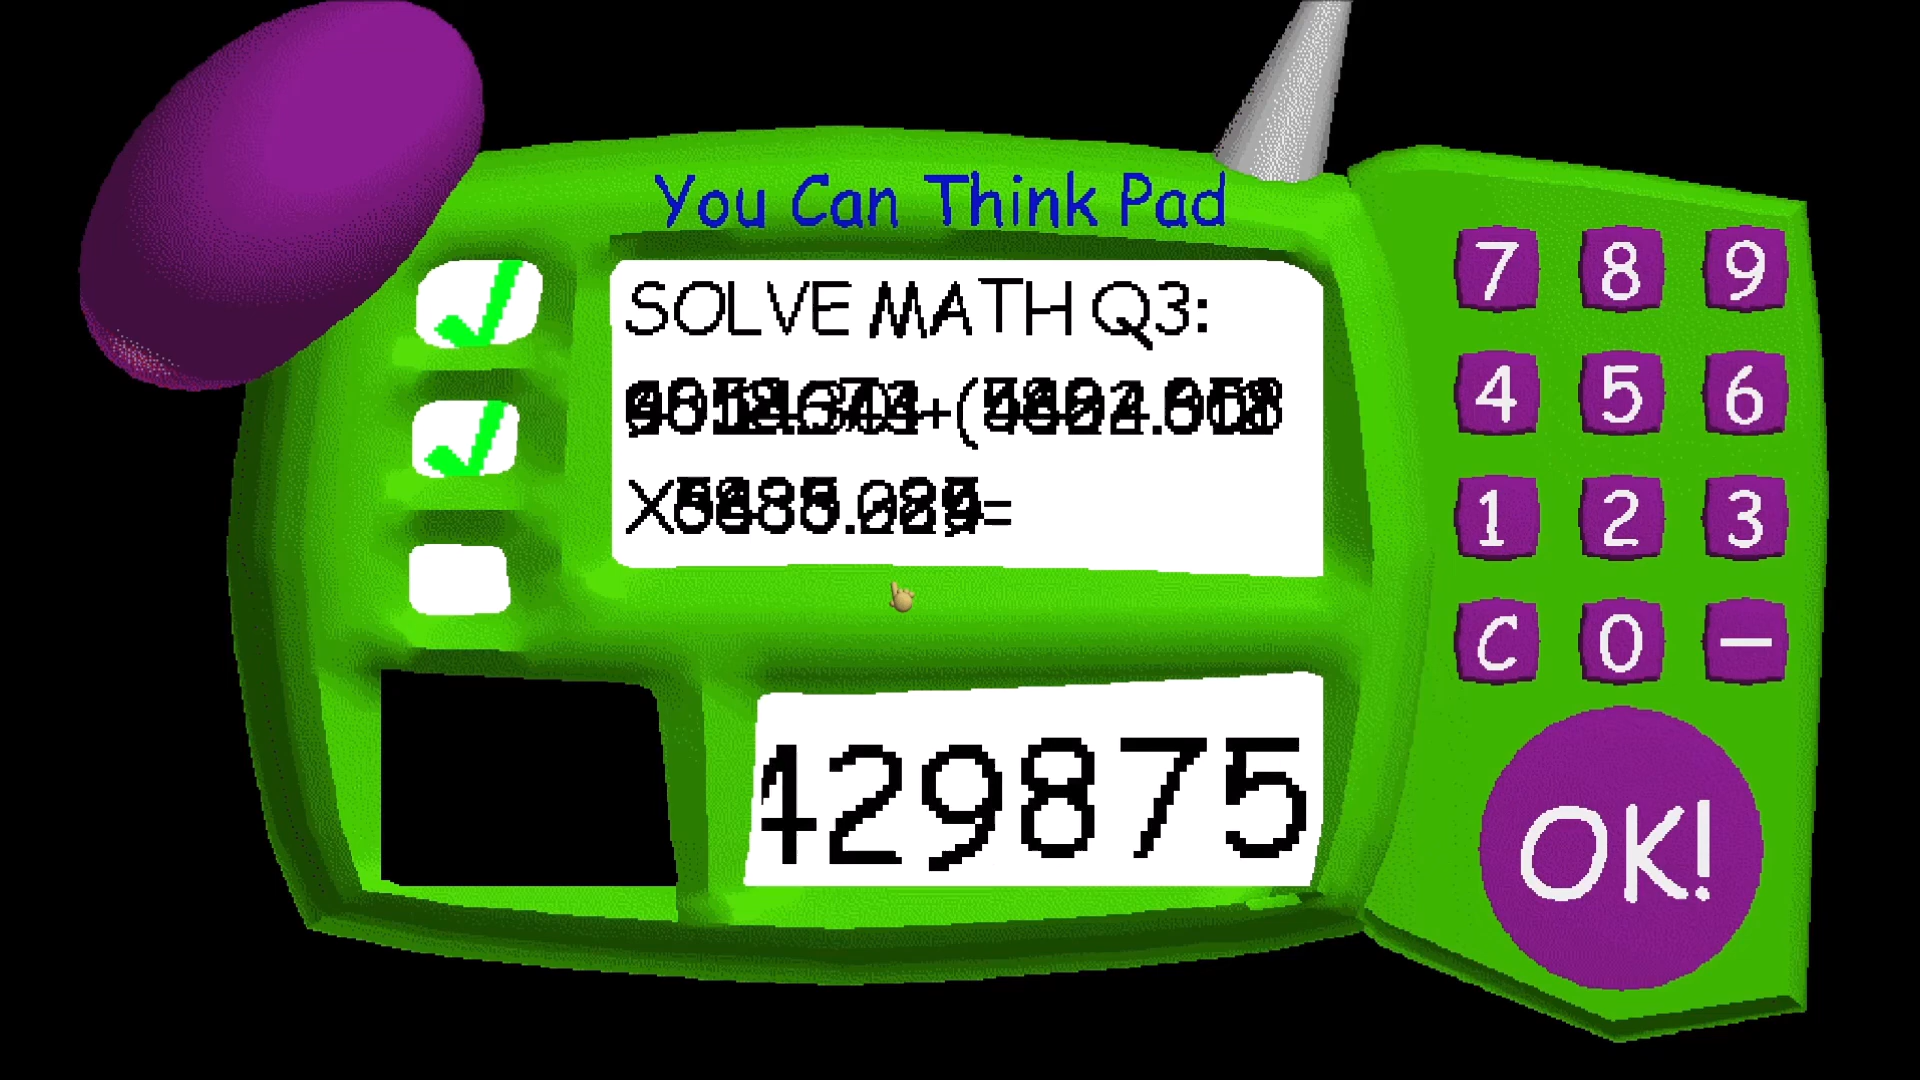 You Can Think Pad
SOLVE MATH Q3:
429875
7 8 9
4 5 6
1 2 3
C 0 –
OK!